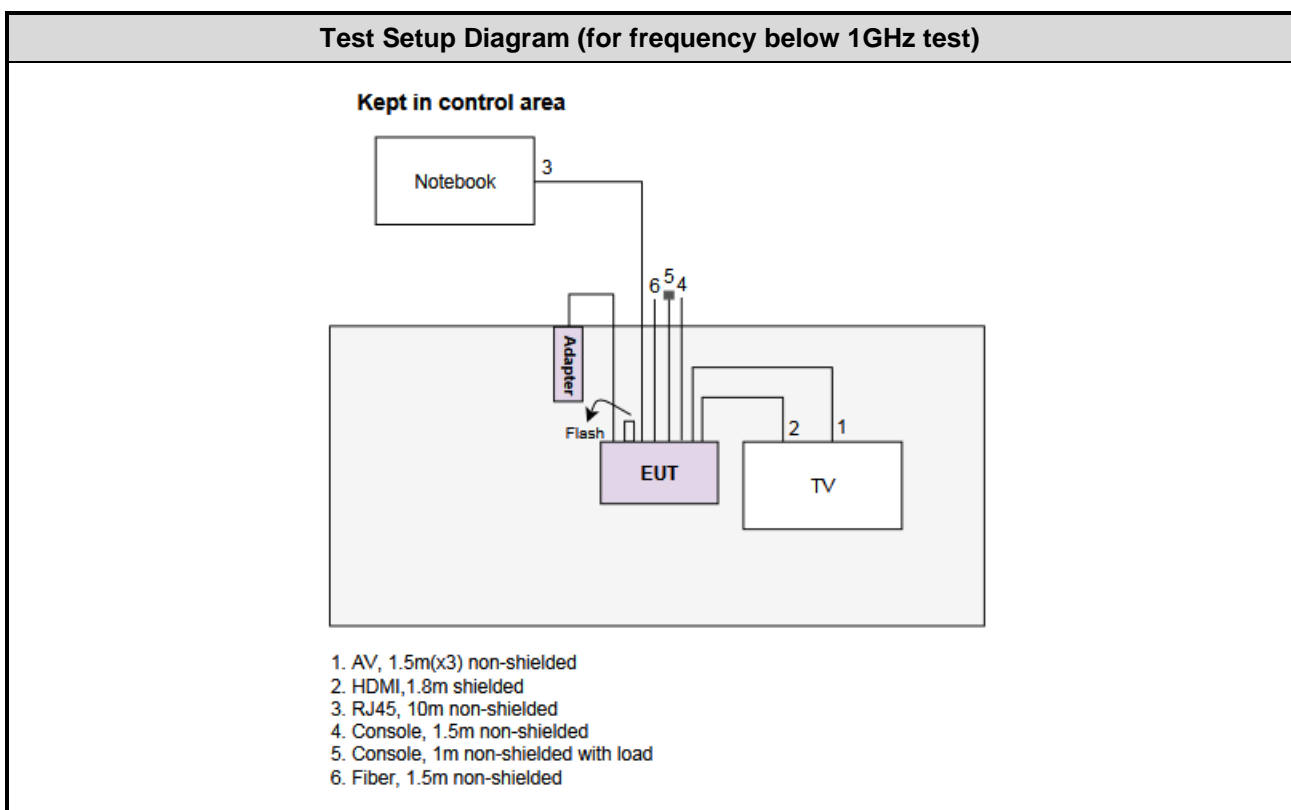 Test Setup Diagram (for frequency below 1GHz test)
Kept in control area
Notebook
3
6
5
4
Adapter
Flash
EUT
2
1
TV
1. AV, 1.5m(x3) non-shielded
2. HDMI,1.8m shielded
3. RJ45, 10m non-shielded
4. Console, 1.5m non-shielded
5. Console, 1m non-shielded with load
6. Fiber, 1.5m non-shielded